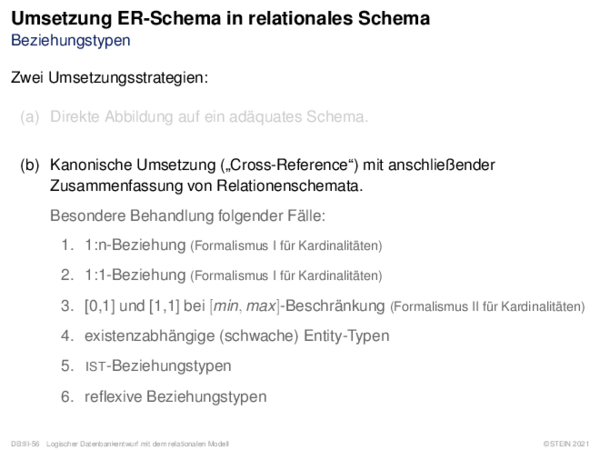 Umsetzung ER-Schema in relationales Schema
Beziehungstypen
Zwei Umsetzungsstrategien:
(a) Direkte Abbildung auf ein adäquates Schema.
(b) Kanonische Umsetzung („Cross-Reference“) mit anschließender
Zusammenfassung von Relationenschemata.
Besondere Behandlung folgender Fälle:
1. 1:n-Beziehung (Formalismus I für Kardinalitäten)
2. 1:1-Beziehung (Formalismus I für Kardinalitäten)
3. [0,1] und [1,1] bei [min, max]-Beschränkung (Formalismus II für Kardinalitäten)
4. existenzabhängige (schwache) Entity-Typen
5. IST-Beziehungstypen
6. reflexive Beziehungstypen
DB:III-56 Logischer Datenbankentwurf mit dem relationalen Modell ©STEIN 2021